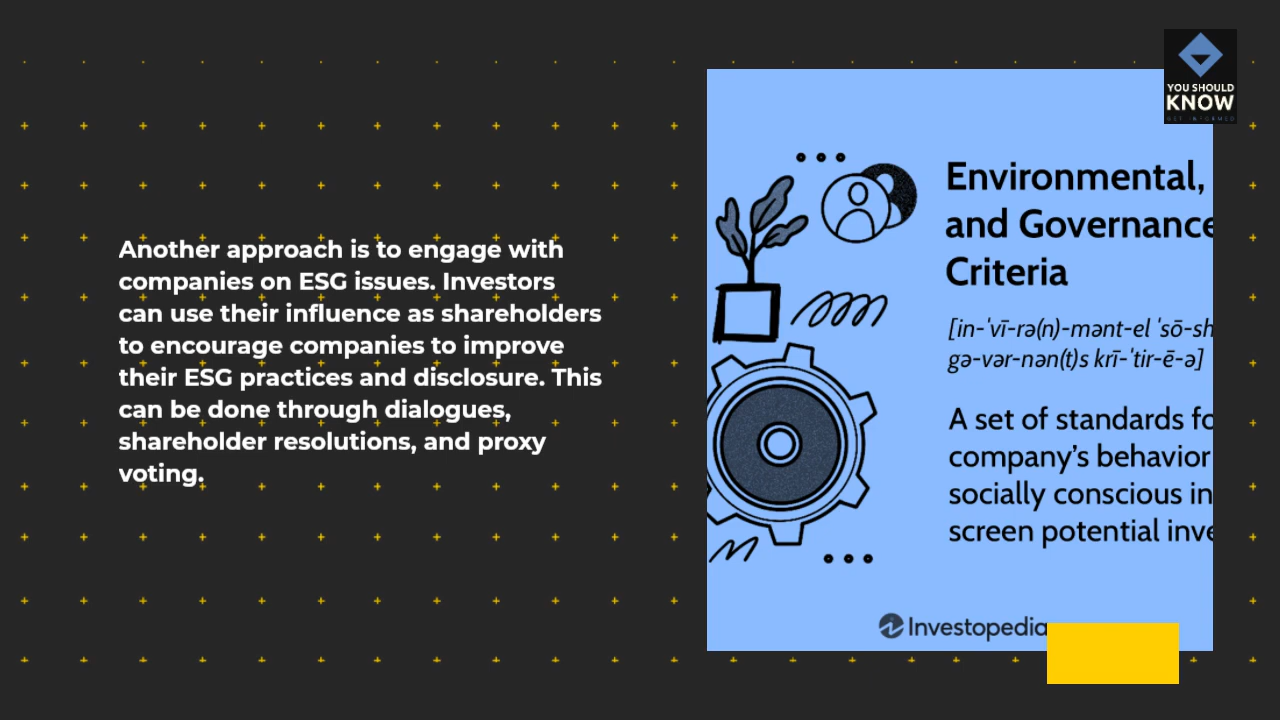 Another approach is to engage with
companies on ESG issues. Investors
can use their influence as shareholders
to encourage companies to improve
their ESG practices and disclosure. This
can be done through dialogues,
shareholder resolutions, and proxy
voting.
YOU SHOULD
KNOW
GET INFORMED
Environmental,
and Governance
Criteria
[in-ˈvī-rə(n)-mənt-el ˈsō-sh
gə-vər-nən(t)s krī-ˈtir-ē-ə]
A set of standards fo
company’s behavior
socially conscious in
screen potential inve
Investopedia